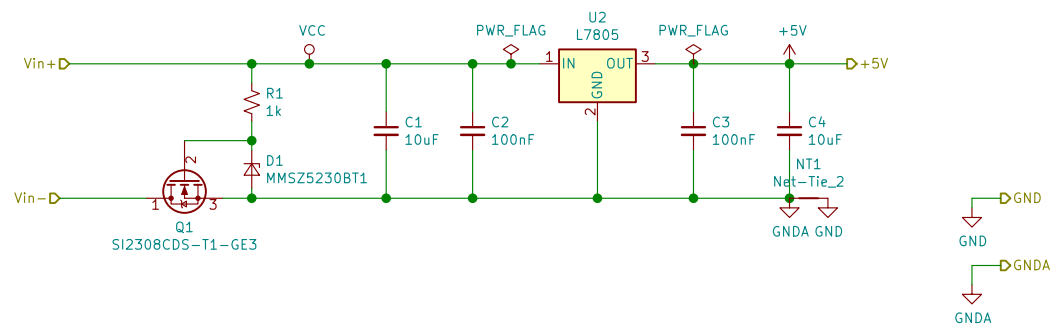 U2
L7805
VCC
PWR_FLAG
PWR_FLAG
+5V
Vin+
1
IN
OUT
3
+5V
GND
2
R1
1k
C1
10uF
C2
100nF
C3
100nF
C4
10uF
2
D1
MMSZ5230BT1
NT1
Net-Tie_2
Vin-
1
3
GND
Q1
SI2308CDS-T1-GE3
GNDA
GND
GND
GNDA
GNDA